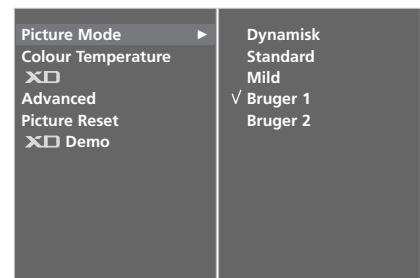 Picture Mode
Colour Temperature
XD
Advanced
Picture Reset
XD Demo
Dynamisk
Standard
Mild
√ Bruger 1
Bruger 2